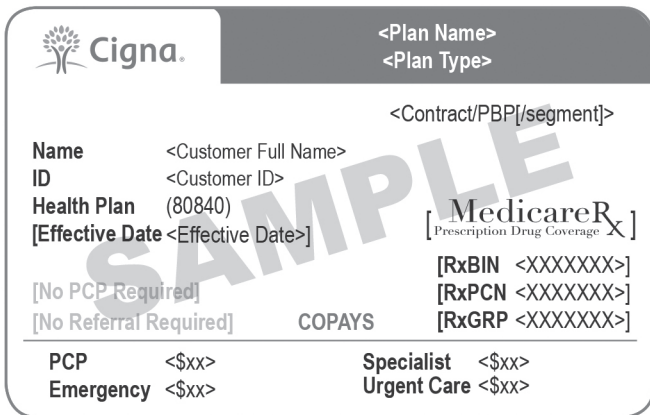 Cigna®
<Plan Name>
<Plan Type>
<Contract/PBP[/segment]>
Name <Customer Full Name>
ID <Customer ID>
Health Plan (80840)
[Effective Date <Effective Date>]
[MedicareRx
Prescription Drug Coverage]
[RxBIN <XXXXXXX>]
[RxPCN <XXXXXXX>]
[RxGRP <XXXXXXX>]
[No PCP Required]
[No Referral Required]
COPAYS
PCP <$xx> Specialist <$xx>
Emergency <$xx> Urgent Care <$xx>
SAMPLE